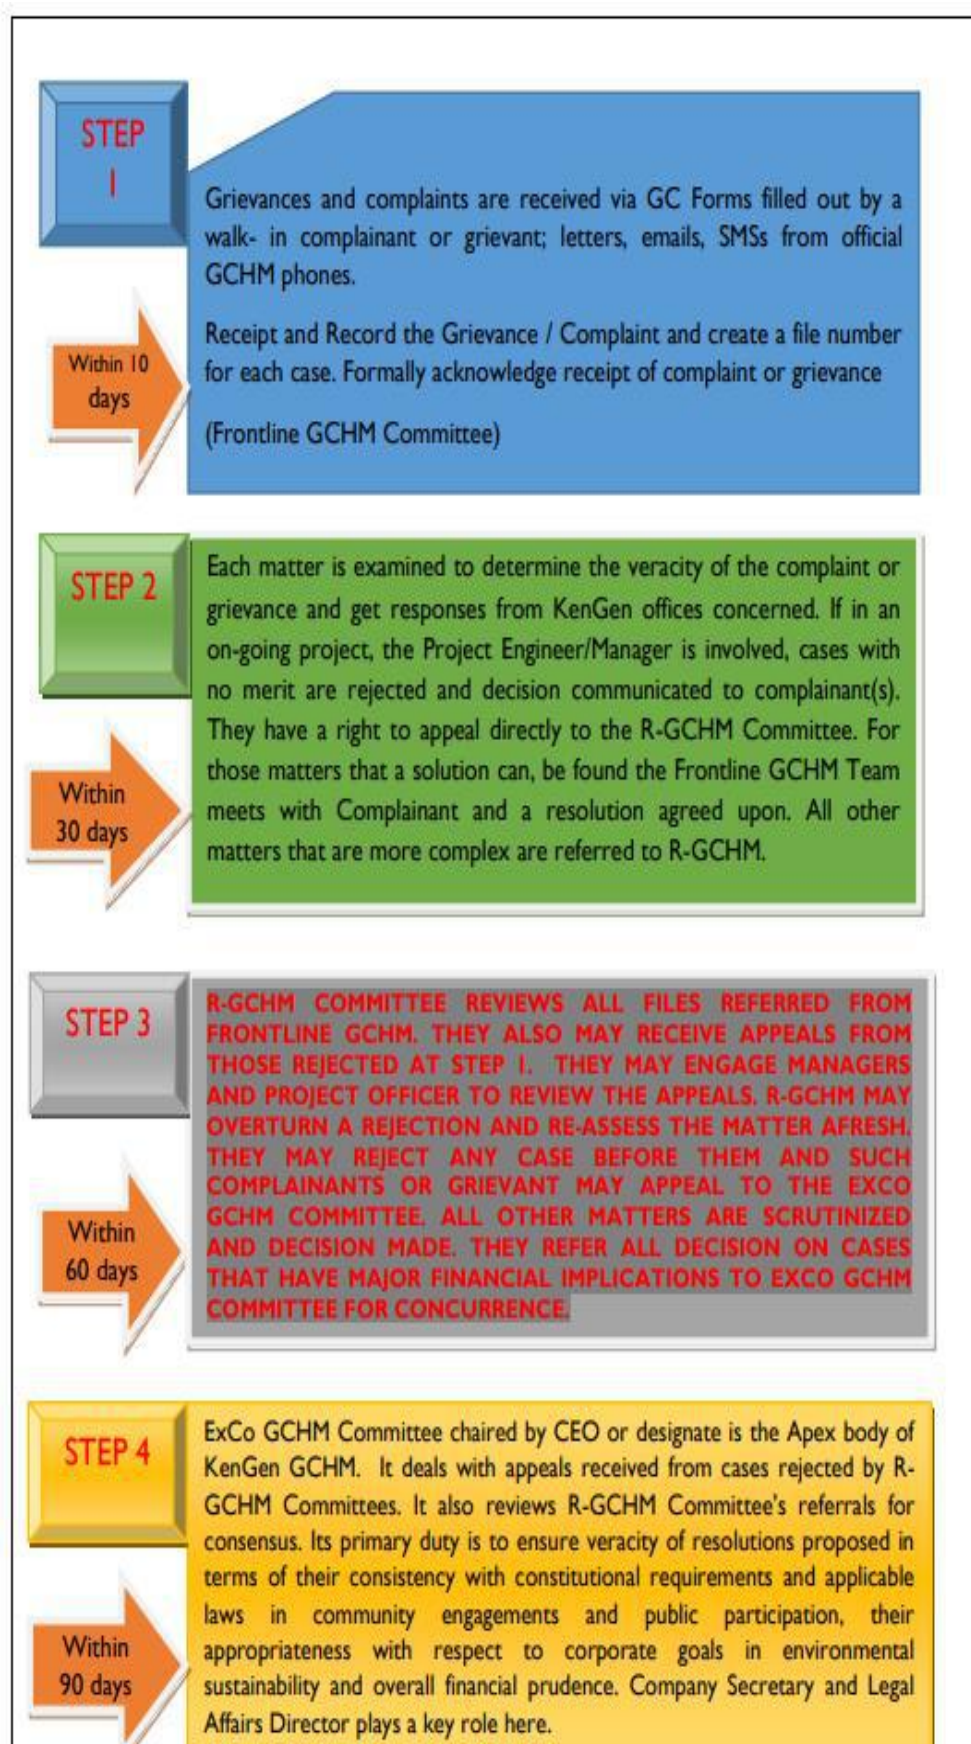 STEP
1
Grievances and complaints are received via GC Forms filled out by a
walk- in complainant or grievant; letters, emails, SMSs from official
GCHM phones.
Receipt and Record the Grievance / Complaint and create a file number
for each case. Formally acknowledge receipt of complaint or grievance
(Frontline GCHM Committee)
Within 10
days
STEP 2
Each matter is examined to determine the veracity of the complaint or
grievance and get responses from KenGen offices concerned. If in an
on-going project, the Project Engineer/Manager is involved, cases with
no merit are rejected and decision communicated to complainant(s).
They have a right to appeal directly to the R-GCHM Committee. For
those matters that a solution can, be found the Frontline GCHM Team
meets with Complainant and a resolution agreed upon. All other
matters that are more complex are referred to R-GCHM.
Within
30 days
STEP 3
R-GCHM COMMITTEE REVIEWS ALL FILES REFERRED FROM
FRONTLINE GCHM. THEY ALSO MAY RECEIVE APPEALS FROM
THOSE REJECTED AT STEP 1. THEY MAY ENGAGE MANAGERS
AND PROJECT OFFICER TO REVIEW THE APPEALS. R-GCHM MAY
OVERTURN A REJECTION AND RE-ASSESS THE MATTER AFRESH.
THEY MAY REJECT ANY CASE BEFORE THEM AND SUCH
COMPLAINANTS OR GRIEVANT MAY APPEAL TO THE EXCO
GCHM COMMITTEE. ALL OTHER MATTERS ARE SCRUTINIZED
AND DECISION MADE. THEY REFER ALL DECISION ON CASES
THAT HAVE MAJOR FINANCIAL IMPLICATIONS TO EXCO GCHM
COMMITTEE FOR CONCURRENCE.
Within
60 days
STEP 4
ExCo GCHM Committee chaired by CEO or designate is the Apex body of
KenGen GCHM. It deals with appeals received from cases rejected by R-
GCHM Committees. It also reviews R-GCHM Committee's referrals for
consensus. Its primary duty is to ensure veracity of resolutions proposed in
terms of their consistency with constitutional requirements and applicable
laws in community engagements and public participation, their
appropriateness with respect to corporate goals in environmental
sustainability and overall financial prudence. Company Secretary and Legal
Affairs Director plays a key role here.
Within
90 days